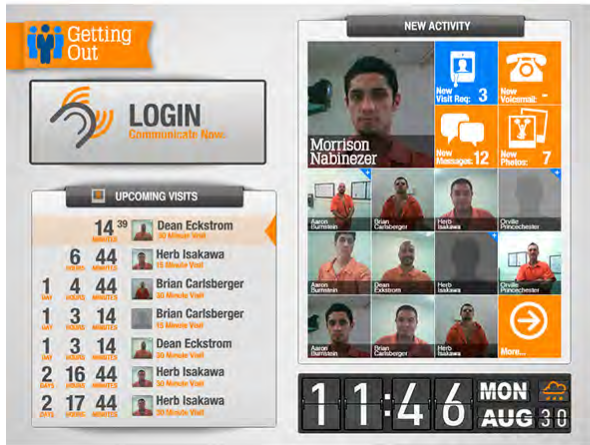 Getting
Out
LOGIN
Communicate Now.
UPCOMING VISITS
14 39 Dean Eckstrom
MINUTES 30 Minute Visit
6 44 Herb Isakawa
HOURS MINUTES 15 Minute Visit
1 4 44 Brian Carlsberger
DAY HOURS MINUTES 30 Minute Visit
1 3 14 Brian Carlsberger
DAY HOURS MINUTES 15 Minute Visit
1 3 14 Dean Eckstrom
DAY HOURS MINUTES 30 Minute Visit
2 16 44 Herb Isakawa
DAYS HOURS MINUTES 30 Minute Visit
2 17 44 Herb Isakawa
DAYS HOURS MINUTES 30 Minute Visit
NEW ACTIVITY
Morrison
Nabinezer
New
Visit Req: 3
New
Voicemail: -
New
Messages: 12
New
Photos: 7
Aaron
Burnstein
Brian
Carlsberger
Herb
Isakawa
Orville
Princechester
Aaron
Burnstein
Dean
Eckstrom
Herb
Isakawa
Orville
Princechester
Aaron
Burnstein
Brian
Carlsberger
Herb
Isakawa
More...
11:46 MON
AUG 30